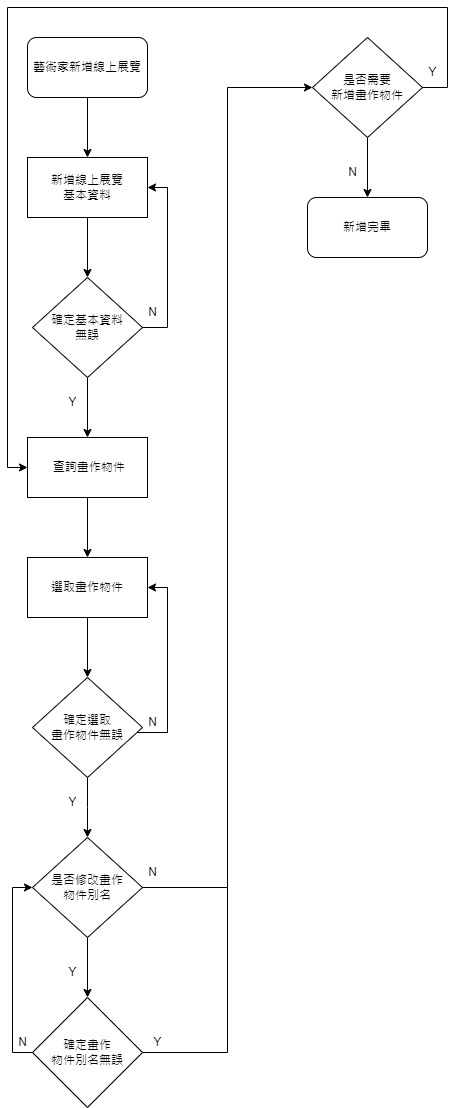 藝術家新增線上展覽
新增線上展覽
基本資料
確定基本資料
無誤
N
Y
查詢畫作物件
選取畫作物件
確定選取
畫作物件無誤
N
Y
是否修改畫作
物件別名
N
Y
確定畫作
物件別名無誤
N
Y
是否需要
新增畫作物件
Y
N
新增完畢